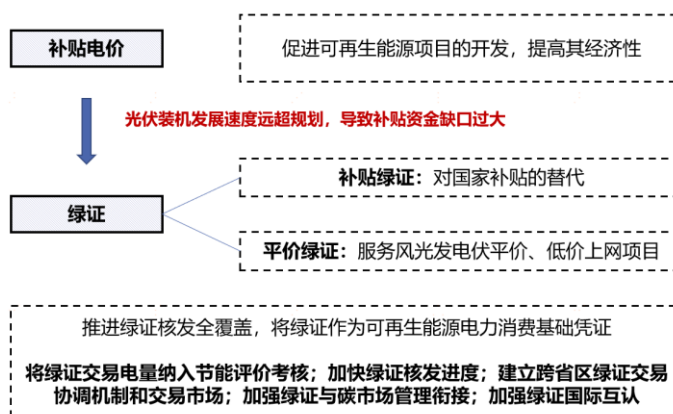 补贴电价
促进可再生能源项目的开发，提高其经济性
光伏装机发展速度远超规划，导致补贴资金缺口过大
补贴绿证：对国家补贴的替代
绿证
平价绿证：服务风光发电伏平价、低价上网项目
推进绿证核发全覆盖，将绿证作为可再生能源电力消费基础凭证
将绿证交易电量纳入节能评价考核；加快绿证核发进度；建立跨省区绿证交易
协调机制和交易市场；加强绿证与碳市场管理衔接；加强绿证国际互认